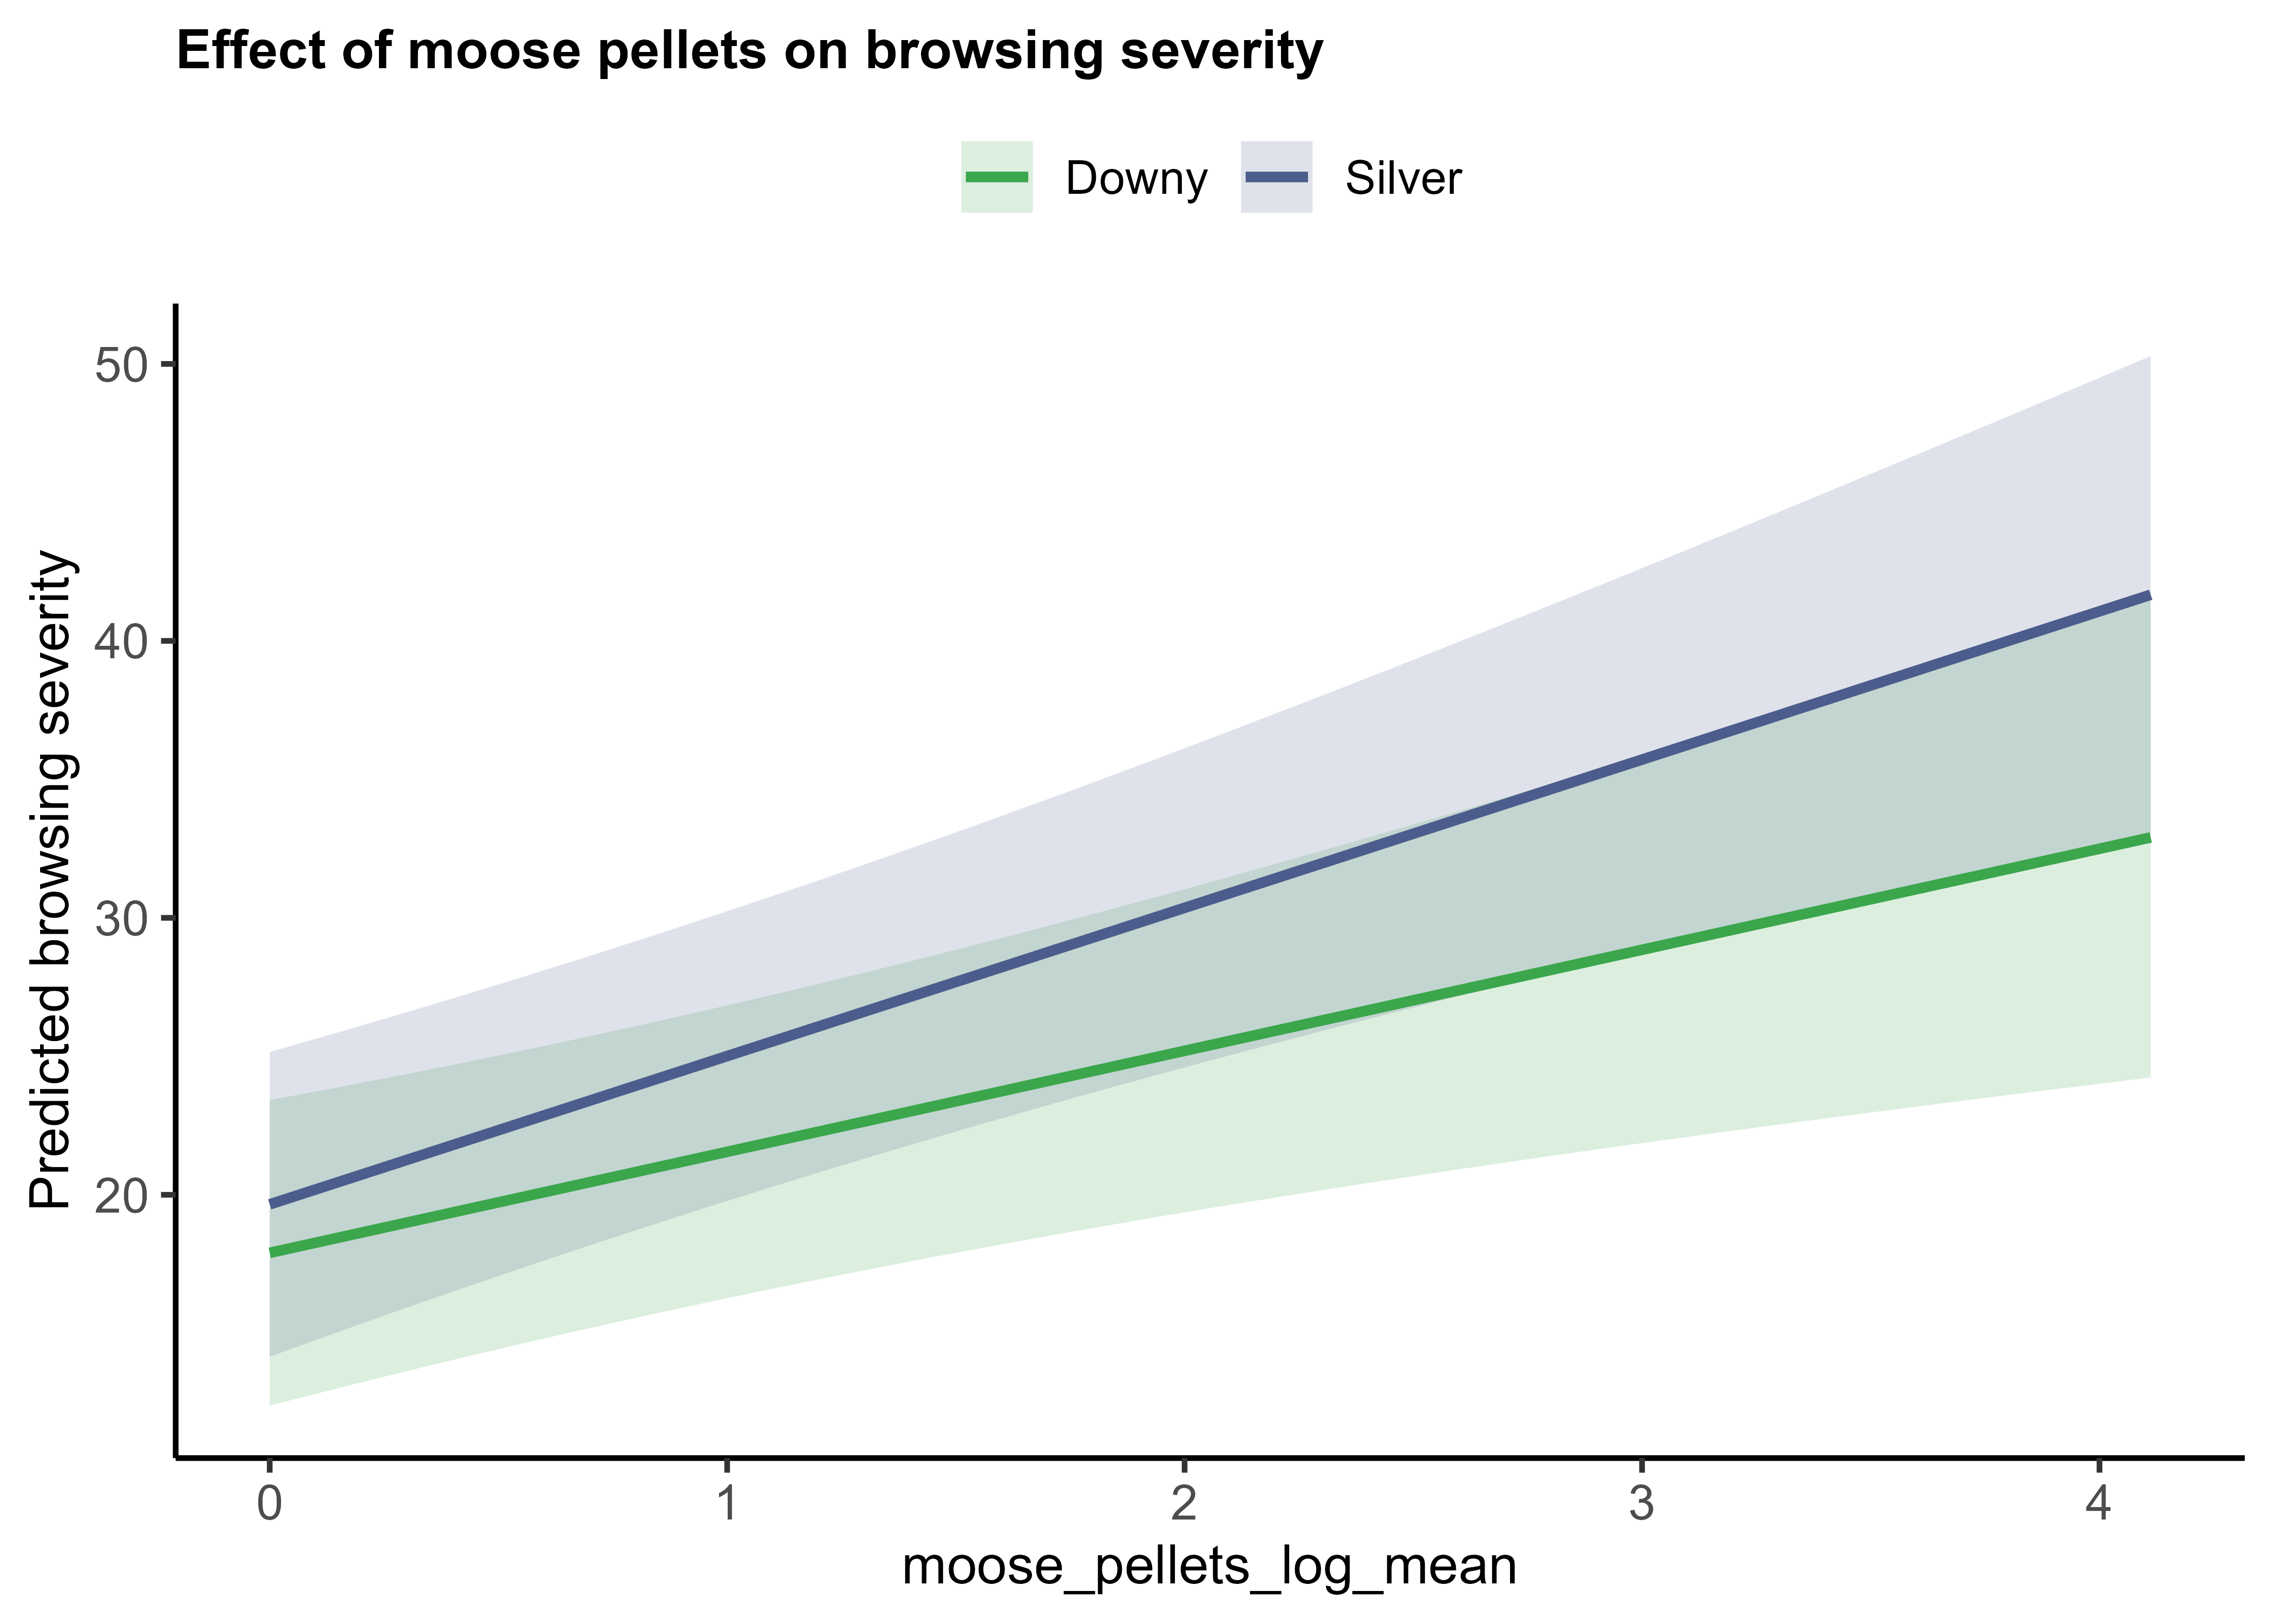 Effect of moose pellets on browsing severity
Downy Silver
Predicted browsing severity
50
40
30
20
0 1 2 3 4
moose_pellets_log_mean